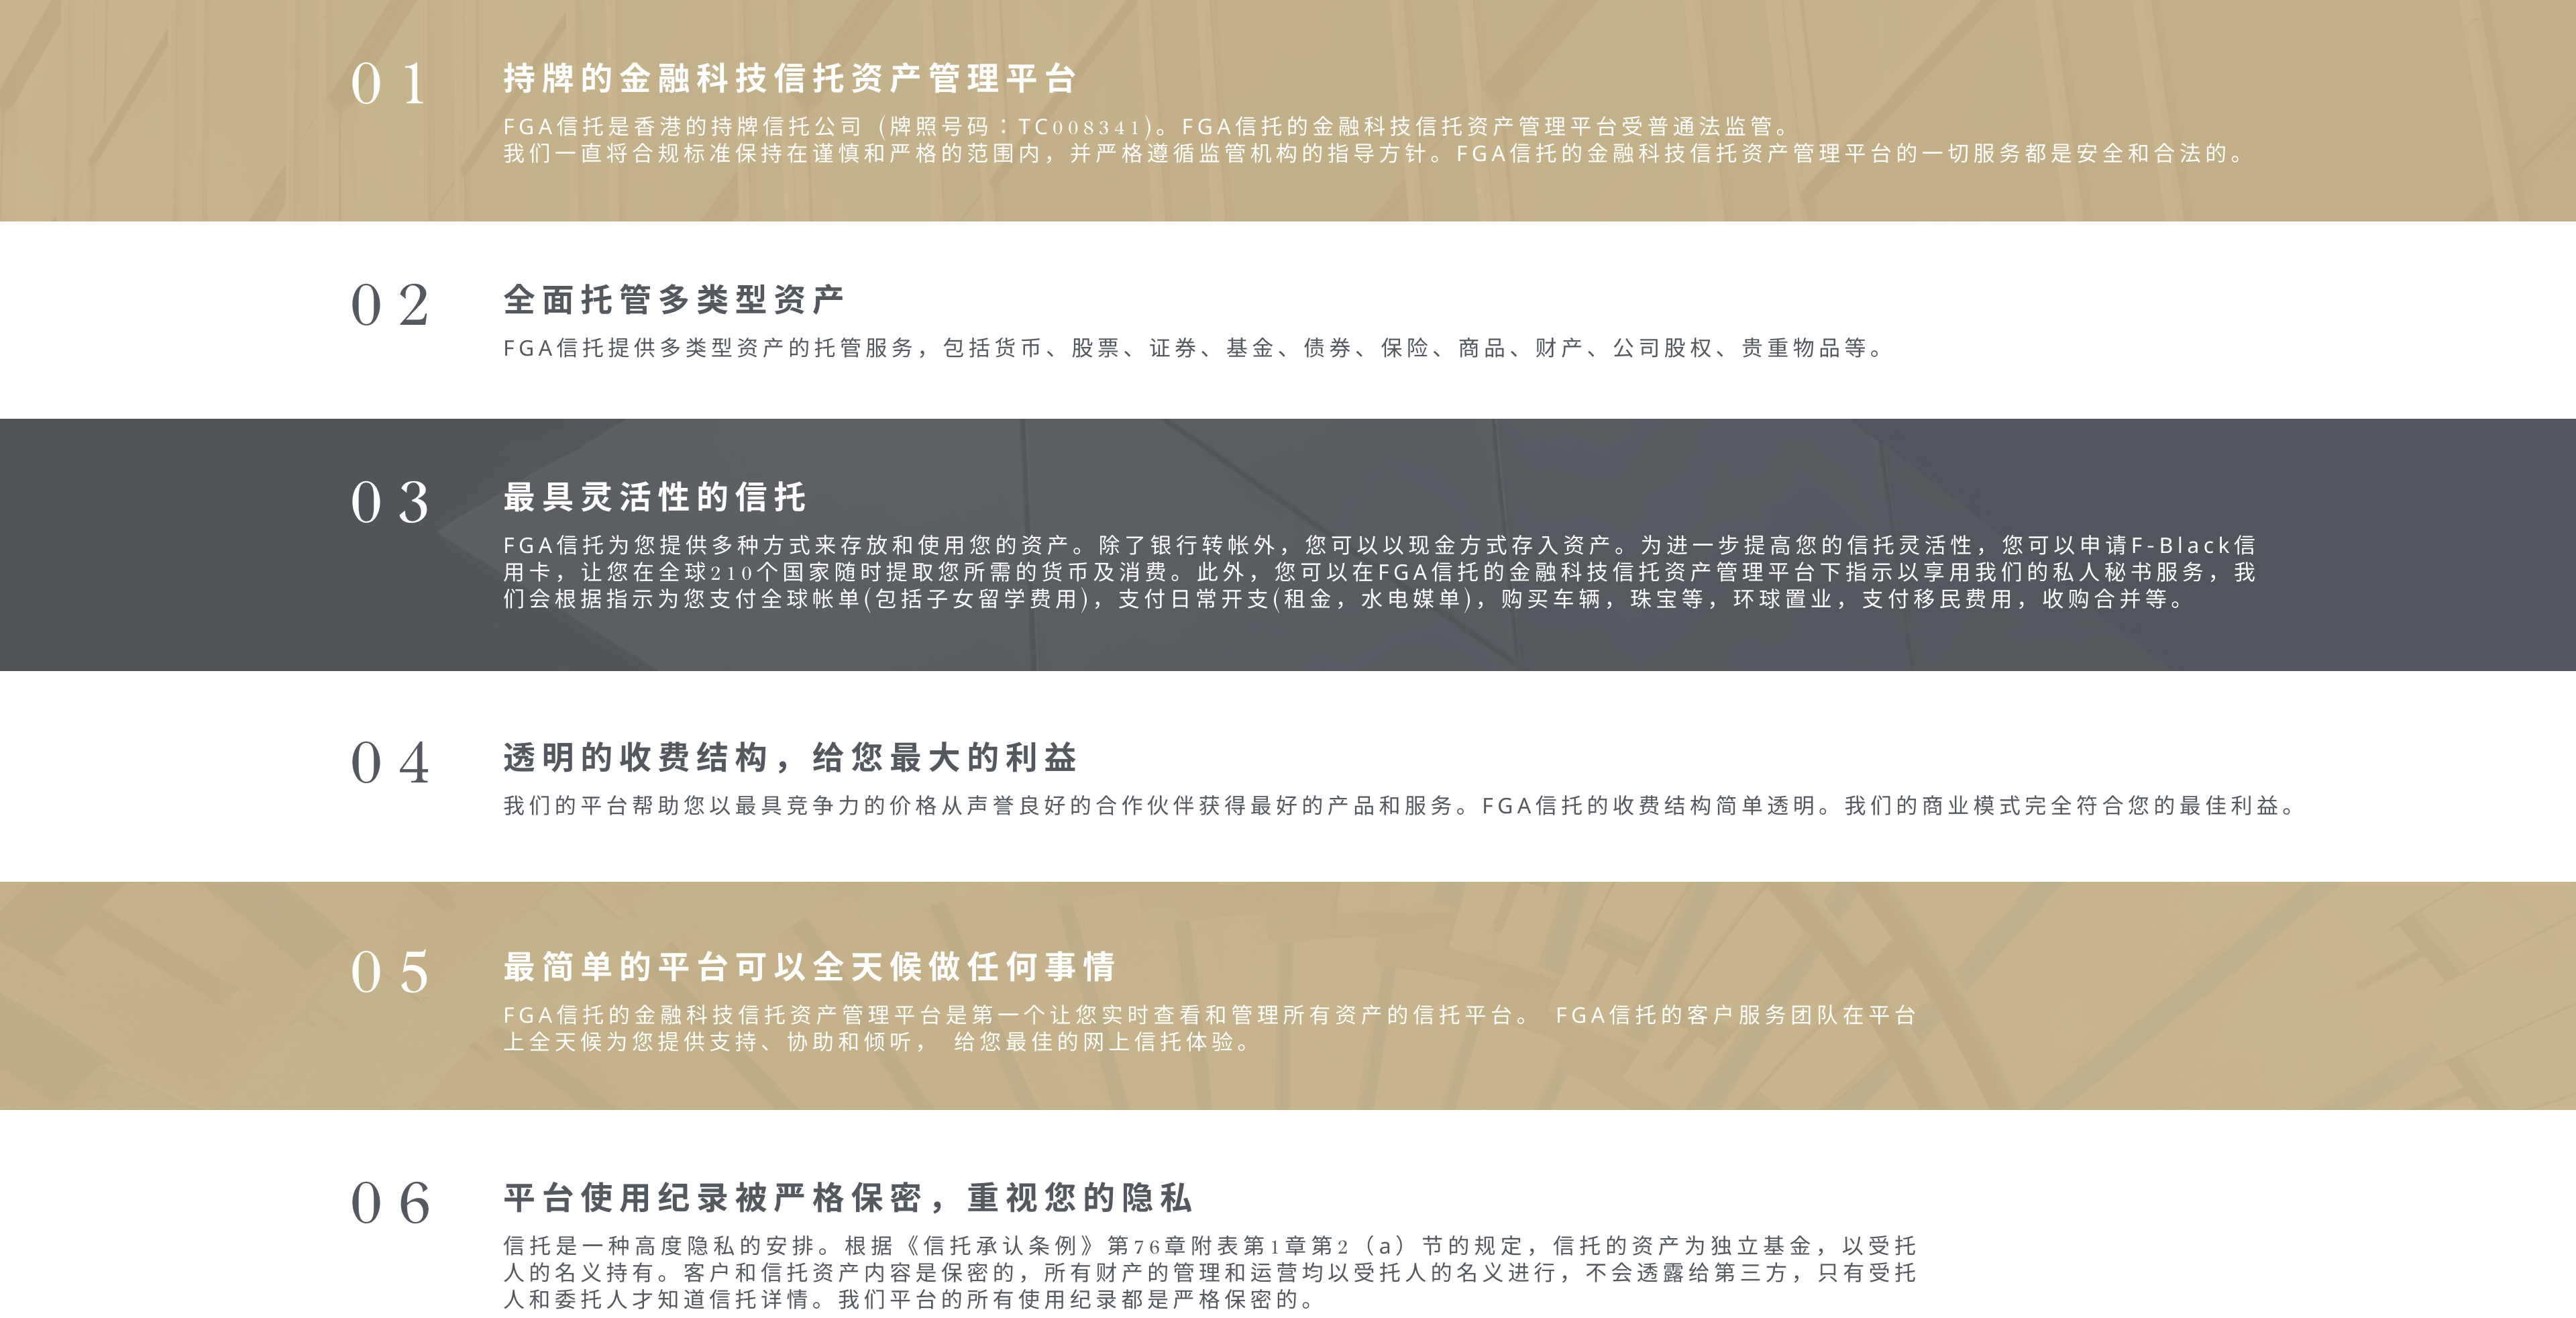 01
持牌的金融科技信托资产管理平台
FGA信托是香港的持牌信托公司 (牌照号码：TC008341)。FGA信托的金融科技信托资产管理平台受普通法监管。
我们一直将合规标准保持在谨慎和严格的范围内，并严格遵循监管机构的指导方针。FGA信托的金融科技信托资产管理平台的一切服务都是安全和合法的。
02
全面托管多类型资产
FGA信托提供多类型资产的托管服务，包括货币、股票、证券、基金、债券、保险、商品、财产、公司股权、贵重物品等。
03
最具灵活性的信托
FGA信托为您提供多种方式来存放和使用您的资产。除了银行转帐外，您可以以现金方式存入资产。为进一步提高您的信托灵活性，您可以申请F-Black信
用卡，让您在全球210个国家随时提取您所需的货币及消费。此外，您可以在FGA信托的金融科技信托资产管理平台下指示以享用我们的私人秘书服务，我
们会根据指示为您支付全球帐单(包括子女留学费用)，支付日常开支(租金，水电媒单)，购买车辆，珠宝等，环球置业，支付移民费用，收购合并等。
04
透明的收费结构，给您最大的利益
我们的平台帮助您以最具竞争力的价格从声誉良好的合作伙伴获得最好的产品和服务。FGA信托的收费结构简单透明。我们的商业模式完全符合您的最佳利益。
05
最简单的平台可以全天候做任何事情
FGA信托的金融科技信托资产管理平台是第一个让您实时查看和管理所有资产的信托平台。 FGA信托的客户服务团队在平台
上全天候为您提供支持、协助和倾听， 给您最佳的网上信托体验。
06
平台使用纪录被严格保密，重视您的隐私
信托是一种高度隐私的安排。根据《信托承认条例》第76章附表第1章第2（a）节的规定，信托的资产为独立基金，以受托
人的名义持有。客户和信托资产内容是保密的，所有财产的管理和运营均以受托人的名义进行，不会透露给第三方，只有受托
人和委托人才知道信托详情。我们平台的所有使用纪录都是严格保密的。